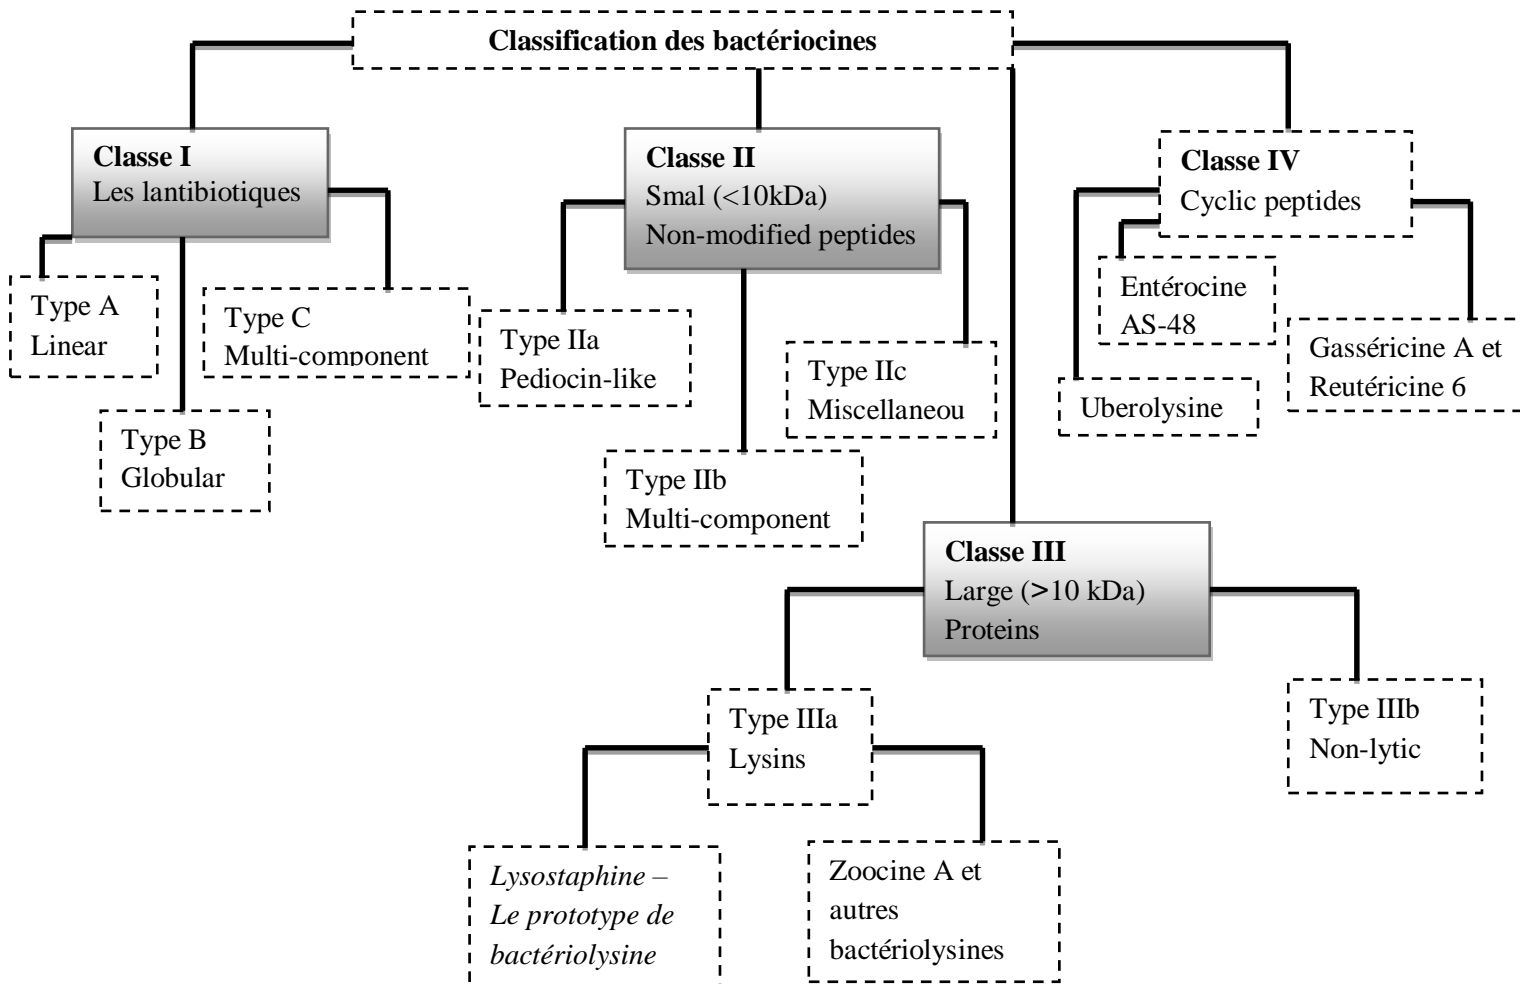 Classification des bactériocines
Classe I
Les lantibiotiques
Type A
Linear
Type B
Globular
Type C
Multi-component
Classe II
Smal (<10kDa)
Non-modified peptides
Type IIa
Pediocin-like
Type IIb
Multi-component
Type IIc
Miscellaneou
Classe IV
Cyclic peptides
Entérocine
AS-48
Uberolysine
Gasséricine A et
Reutéricine 6
Classe III
Large (>10 kDa)
Proteins
Type IIIa
Lysins
Type IIIb
Non-lytic
Lysostaphine –
Le prototype de
bactériolysine
Zoocine A et
autres
bactériolysines